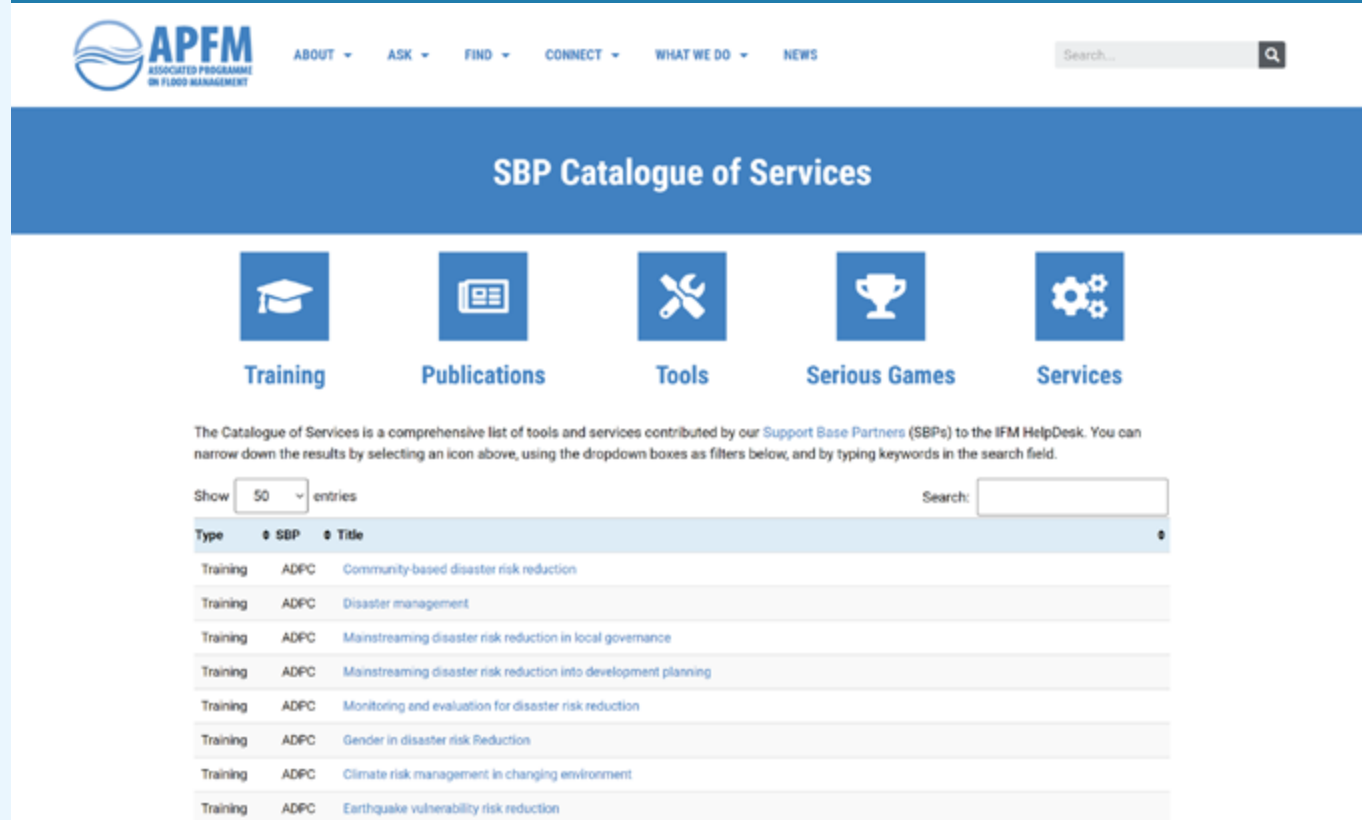 APFM
ASSOCIATED PROGRAMME
ON FLOOD MANAGEMENT
ABOUT ASK FIND CONNECT WHAT WE DO NEWS
Search...
SBP Catalogue of Services
Training Publications Tools Serious Games Services
The Catalogue of Services is a comprehensive list of tools and services contributed by our Support Base Partners (SBPs) to the IFM HelpDesk. You can
narrow down the results by selecting an icon above, using the dropdown boxes as filters below, and by typing keywords in the search field.
Show 50 entries Search:
Type SBP Title
Training ADPC Community-based disaster risk reduction
Training ADPC Disaster management
Training ADPC Mainstreaming disaster risk reduction in local governance
Training ADPC Mainstreaming disaster risk reduction into development planning
Training ADPC Monitoring and evaluation for disaster risk reduction
Training ADPC Gender in disaster risk Reduction
Training ADPC Climate risk management in changing environment
Training ADPC Earthquake vulnerability risk reduction